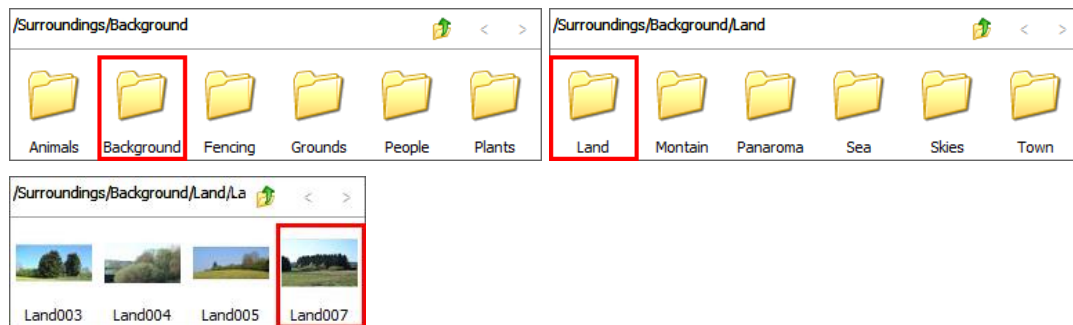 /Surroundings/Background < >
Animals Background Fencing Grounds People Plants
/Surroundings/Background/Land < >
Land Montain Panaroma Sea Skies Town
/Surroundings/Background/Land/La < >
Land003 Land004 Land005 Land007